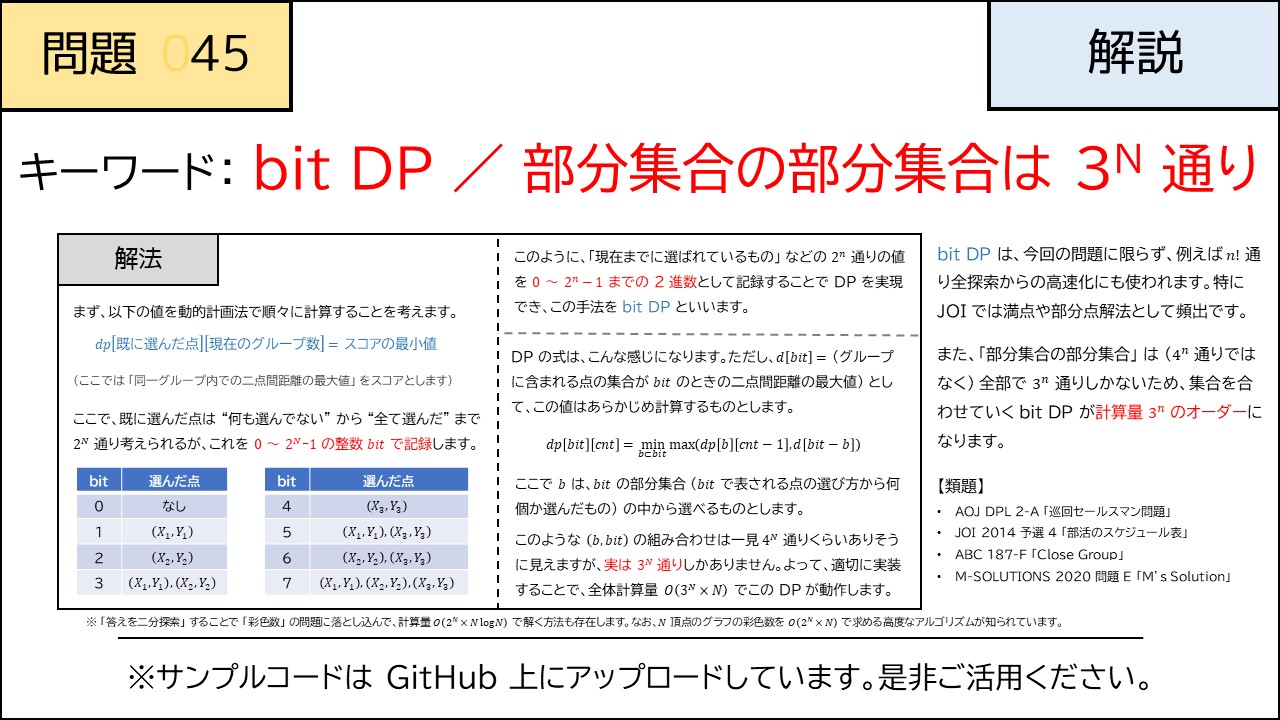 問題 045
解説
キーワード： bit DP ／ 部分集合の部分集合は 3^N 通り
解法
まず、以下の値を動的計画法で順々に計算することを考えます。
dp[既に選んだ点][現在のグループ数] = スコアの最小値
（ここでは「同一グループ内での二点間距離の最大値」をスコアとします）
ここで、既に選んだ点は “何も選んでない” から “全て選んだ” まで
2^N 通り考えられるが、これを 0 ～ 2^N-1 の整数 bit で記録します。
bit 選んだ点
0 なし
1 (X₁,Y₁)
2 (X₂,Y₂)
3 (X₁,Y₁),(X₂,Y₂)
bit 選んだ点
4 (X₃,Y₃)
5 (X₁,Y₁),(X₃,Y₃)
6 (X₂,Y₂),(X₃,Y₃)
7 (X₁,Y₁),(X₂,Y₂),(X₃,Y₃)
このように、「現在までに選ばれているもの」などの 2^n 通りの値
を 0 ～ 2^n − 1 までの 2 進数として記録することで DP を実現
でき、この手法を bit DP といいます。
DP の式は、こんな感じになります。ただし、d[bit] =（グループ
に含まれる点の集合が bit のときの二点間距離の最大値）とし
て、この値はあらかじめ計算するものとします。
dp[bit][cnt] = min_{b⊂bit} max(dp[b][cnt − 1], d[bit − b])
ここで b は、bit の部分集合（bit で表される点の選び方から何
個か選んだもの）の中から選べるものとします。
このような (b, bit) の組み合わせは一見 4^N 通りくらいありそう
に見えますが、実は 3^N 通りしかありません。よって、適切に実装
することで、全体計算量 O(3^N × N) でこの DP が動作します。
bit DP は、今回の問題に限らず、例えば n! 通
り全探索からの高速化にも使われます。特に
JOI では満点や部分点解法として頻出です。
また、「部分集合の部分集合」は（4^n 通りでは
なく）全部で 3^n 通りしかないため、集合を合
わせていく bit DP が計算量 3^n のオーダーに
なります。
【類題】
• AOJ DPL 2-A「巡回セールスマン問題」
• JOI 2014 予選 4「部活のスケジュール表」
• ABC 187-F「Close Group」
• M-SOLUTIONS 2020 問題 E「M’s Solution」
※「答えを二分探索」することで「彩色数」の問題に落とし込んで、計算量 O(2^N × N logN) で解く方法も存在します。なお、N 頂点のグラフの彩色数を O(2^N × N) で求める高度なアルゴリズムが知られています。
※サンプルコードは GitHub 上にアップロードしています。是非ご活用ください。